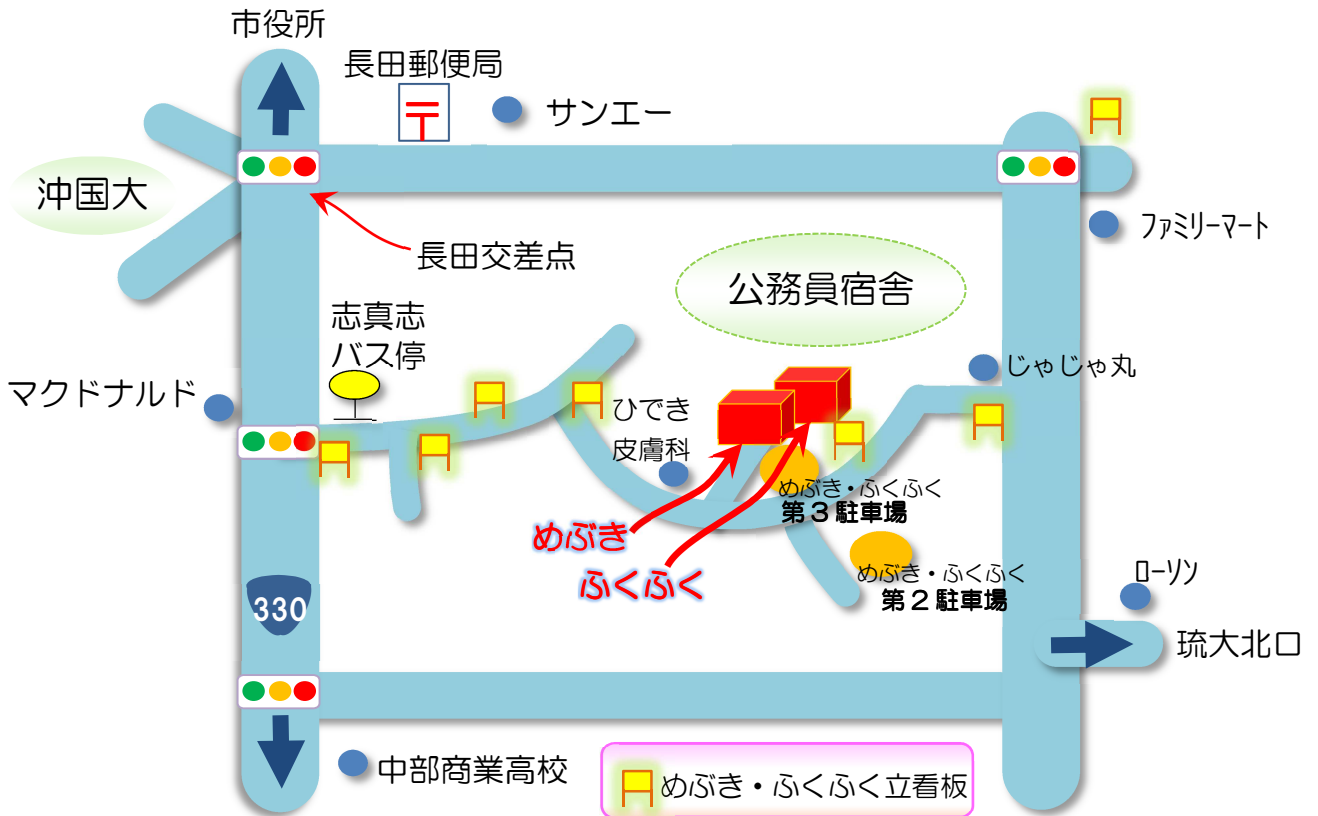 市役所
長田郵便局
サンエー
沖国大
長田交差点
ファミリーマート
公務員宿舎
志真志
バス停
マクドナルド
じゃじゃ丸
ひでき
皮膚科
めぶき・ふくふく
第3駐車場
めぶき
ふくふく
めぶき・ふくふく
第2駐車場
ローソン
330
琉大北口
中部商業高校
めぶき・ふくふく立看板